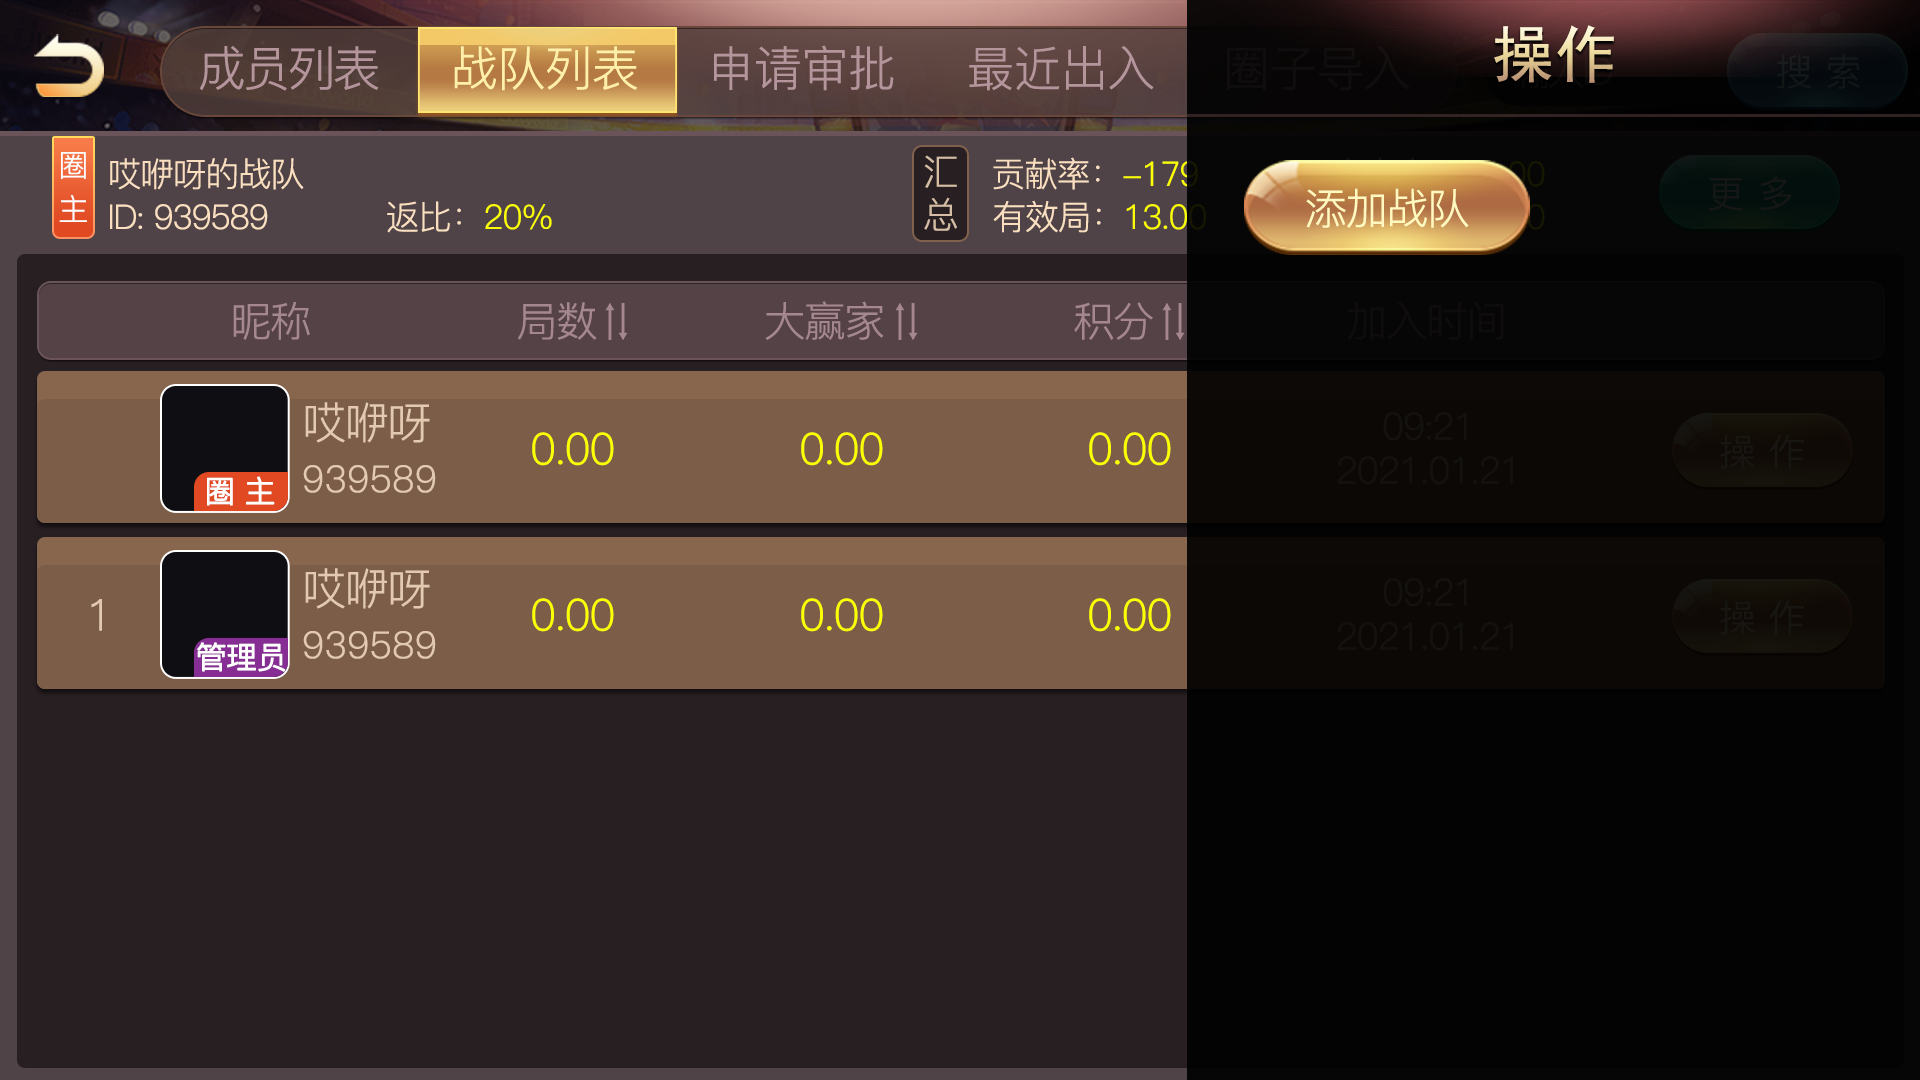 成员列表
战队列表
申请审批
最近出入
圈子导入
操作
搜索
圈主
哎咿呀的战队
ID: 939589
返比：20%
汇总
贡献率：-179
有效局：13.00
添加战队
更多
昵称
局数
大赢家
积分
加入时间
哎咿呀
939589
圈主
0.00
0.00
0.00
09:21
2021.01.21
操作
1
哎咿呀
939589
管理员
0.00
0.00
0.00
09:21
2021.01.21
操作